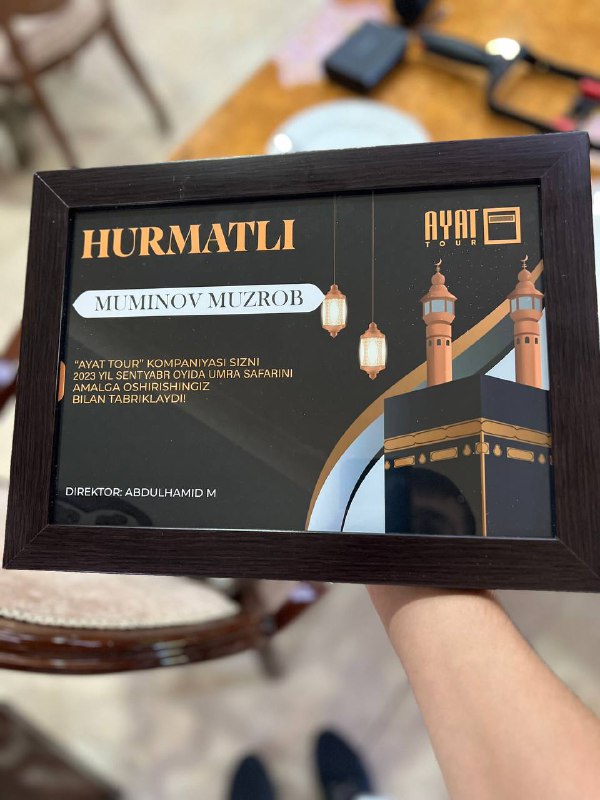 HURMATLI
AYAT
TOUR
MUMINOV MUZROB
"AYAT TOUR" KOMPANIYASI SIZNI
2023 YIL SENTYABR OYIDA UMRA SAFARINI
AMALGA OSHIRISHINGIZ
BILAN TABRIKLAYDI!
DIREKTOR: ABDULHAMID M